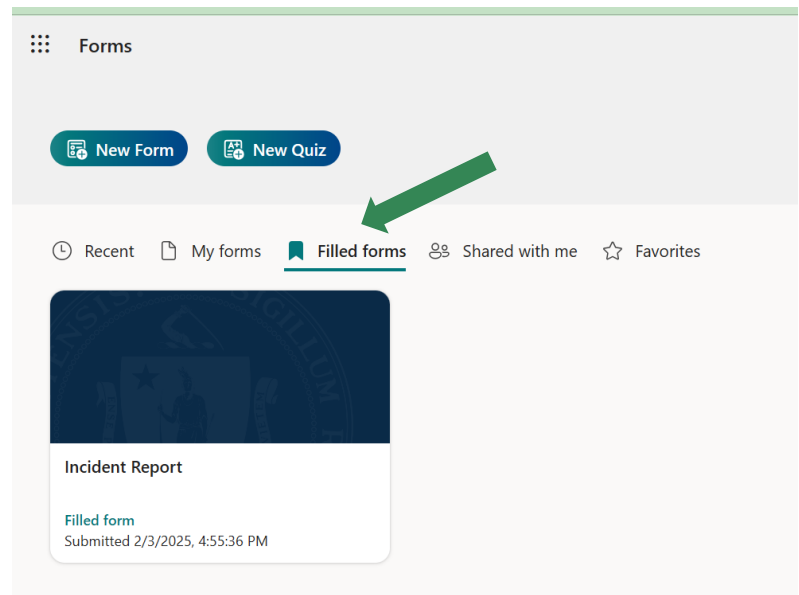 Forms
New Form
New Quiz
Recent
My forms
Filled forms
Shared with me
Favorites
Incident Report
Filled form
Submitted 2/3/2025, 4:55:36 PM